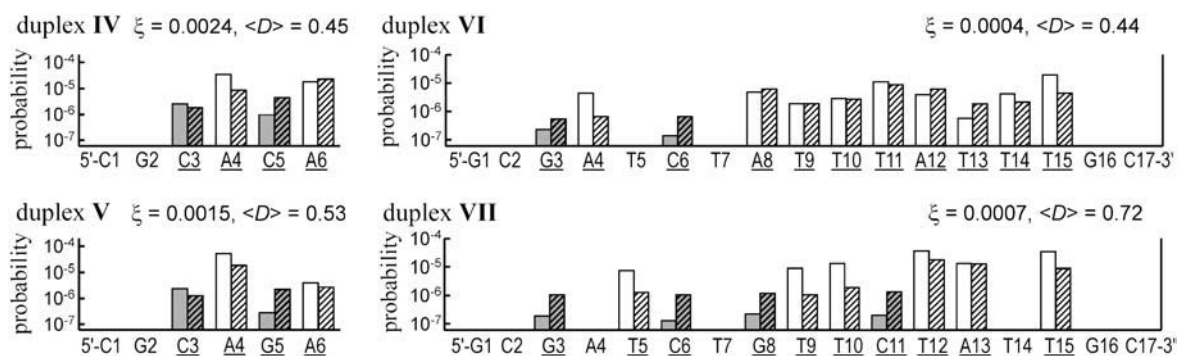 duplex IV ξ = 0.0024, <D> = 0.45
probability
10⁻⁴
10⁻⁵
10⁻⁶
10⁻⁷
5'-C1 G2 C3 A4 C5 A6
duplex VI ξ = 0.0004, <D> = 0.44
probability
10⁻⁴
10⁻⁵
10⁻⁶
10⁻⁷
5'-G1 C2 G3 A4 T5 C6 T7 A8 T9 T10 T11 A12 T13 T14 T15 G16 C17-3'
duplex V ξ = 0.0015, <D> = 0.53
probability
10⁻⁴
10⁻⁵
10⁻⁶
10⁻⁷
5'-C1 G2 C3 A4 G5 A6
duplex VII ξ = 0.0007, <D> = 0.72
probability
10⁻⁴
10⁻⁵
10⁻⁶
10⁻⁷
5'-G1 C2 G3 A4 T5 C6 T7 G8 T9 T10 C11 T12 A13 T14 T15 G16 C17-3'